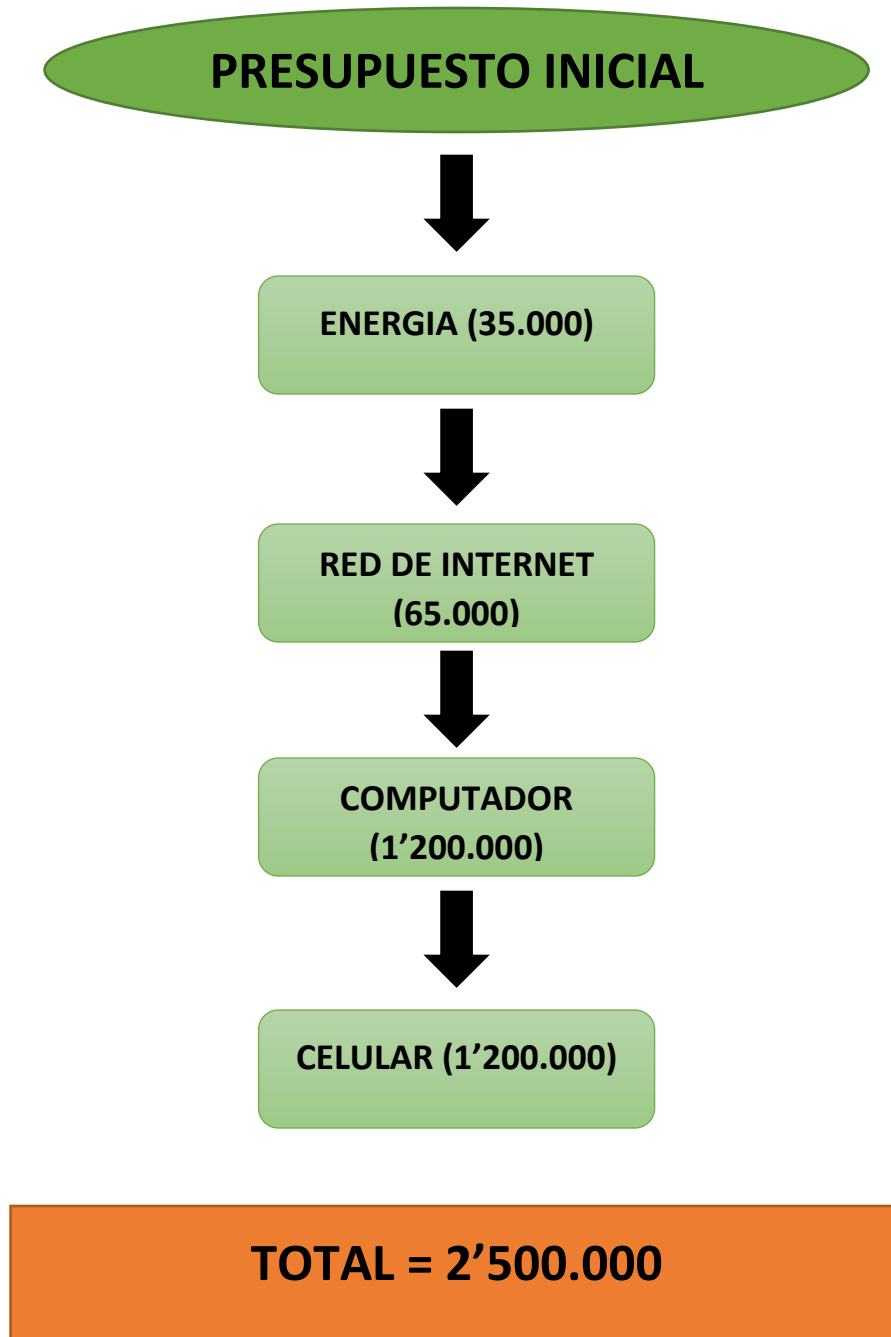 PRESUPUESTO INICIAL
ENERGIA (35.000)
RED DE INTERNET
(65.000)
COMPUTADOR
(1’200.000)
CELULAR (1’200.000)
TOTAL = 2’500.000